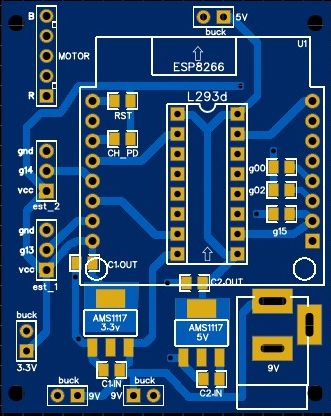 B
5V
buck
U1
MOTOR
ESP8266
R
L293d
RST
gnd
CH_PD
g14
g00
vcc
g02
est_2
gnd
g15
g13
vcc
C1-OUT
est_1
C2-OUT
AMS1117
3-3v
buck
AMS1117
5V
3-3V
9V
C1-IN
buck
buck
C2-IN
9V
9V